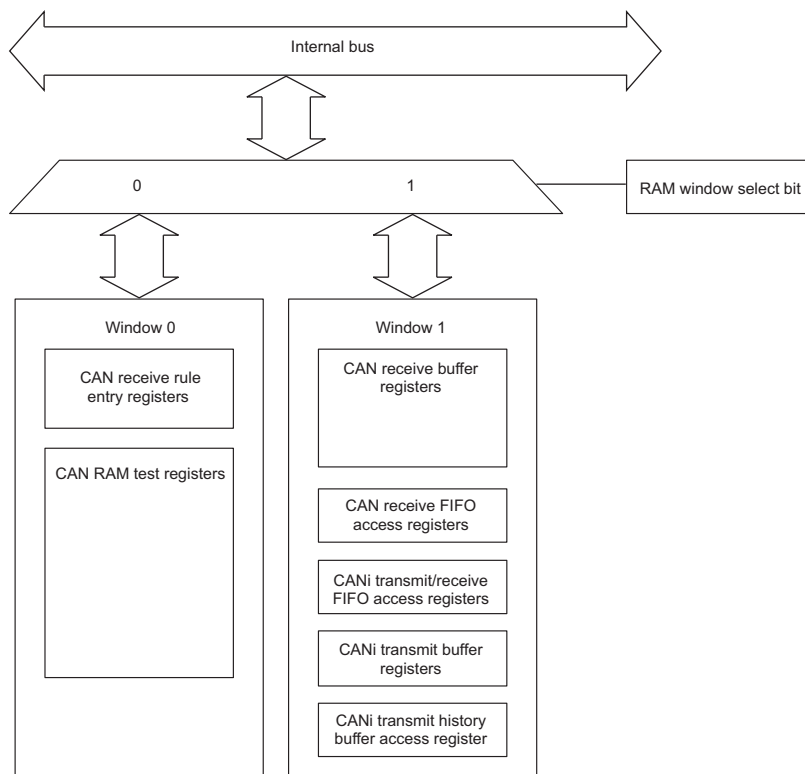 Internal bus
0
1
RAM window select bit
Window 0
CAN receive rule
entry registers
CAN RAM test registers
Window 1
CAN receive buffer
registers
CAN receive FIFO
access registers
CANi transmit/receive
FIFO access registers
CANi transmit buffer
registers
CANi transmit history
buffer access register